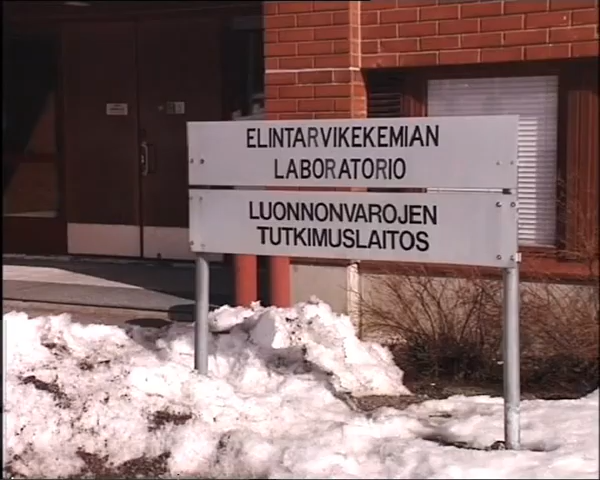 ELINTARVIKEKEMIAN
LABORATORIO
LUONNONVAROJEN
TUTKIMUSLAITOS